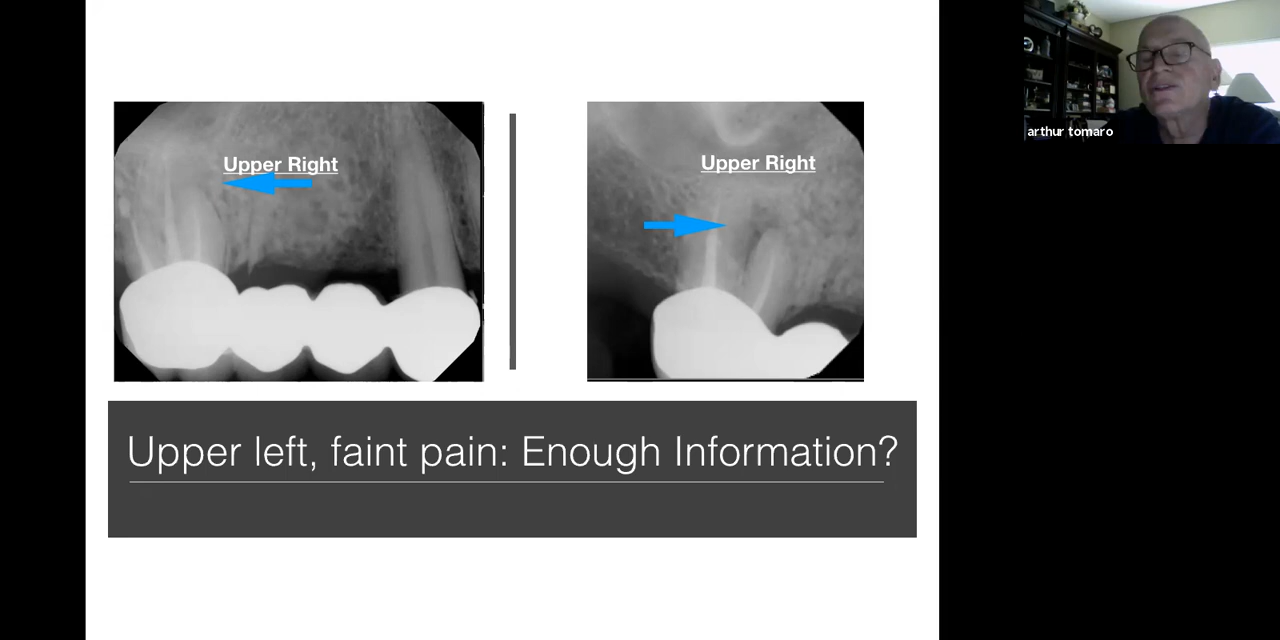 Upper Right
Upper Right
arthur tomaro
Upper left, faint pain: Enough Information?